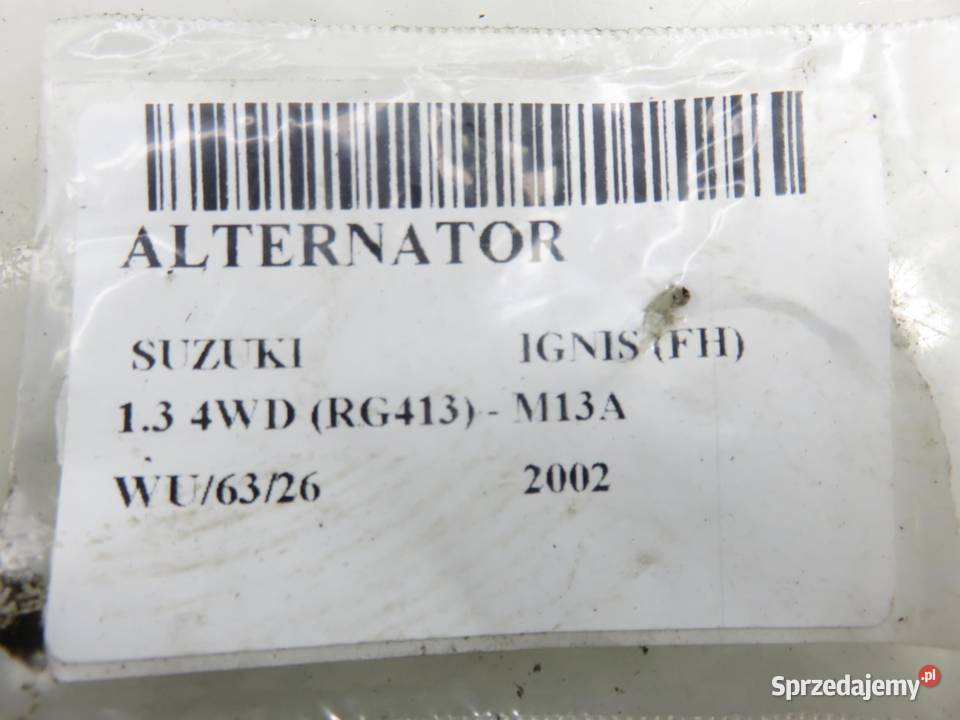 ALTERNATOR
SUZUKI IGNIS (FH)
1.3 4WD (RG413) - M13A
WU/63/26 2002
Sprzedajemy.pl